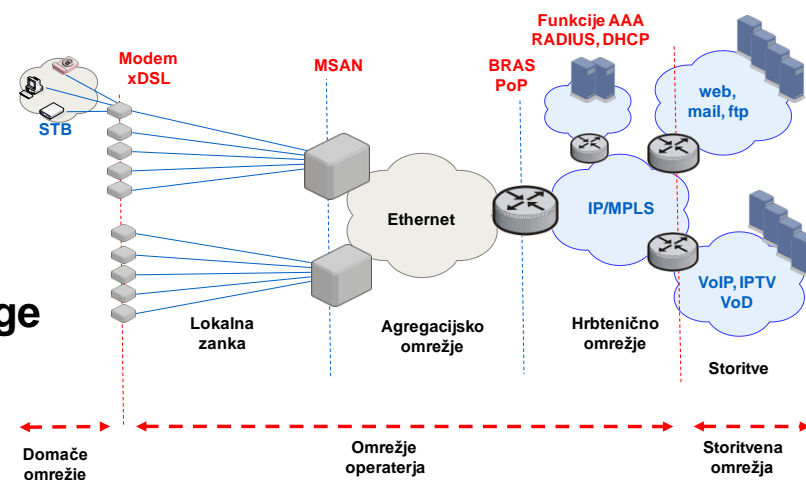 Funkcije AAA
RADIUS, DHCP
Modem
xDSL
MSAN
BRAS
PoP
web,
mail, ftp
STB
Ethernet
IP/MPLS
VoIP, IPTV
VoD
ge
Lokalna
zanka
Agregacijsko
omrežje
Hrbtenično
omrežje
Storitve
Domače
omrežje
Omrežje
operaterja
Storitvena
omrežja